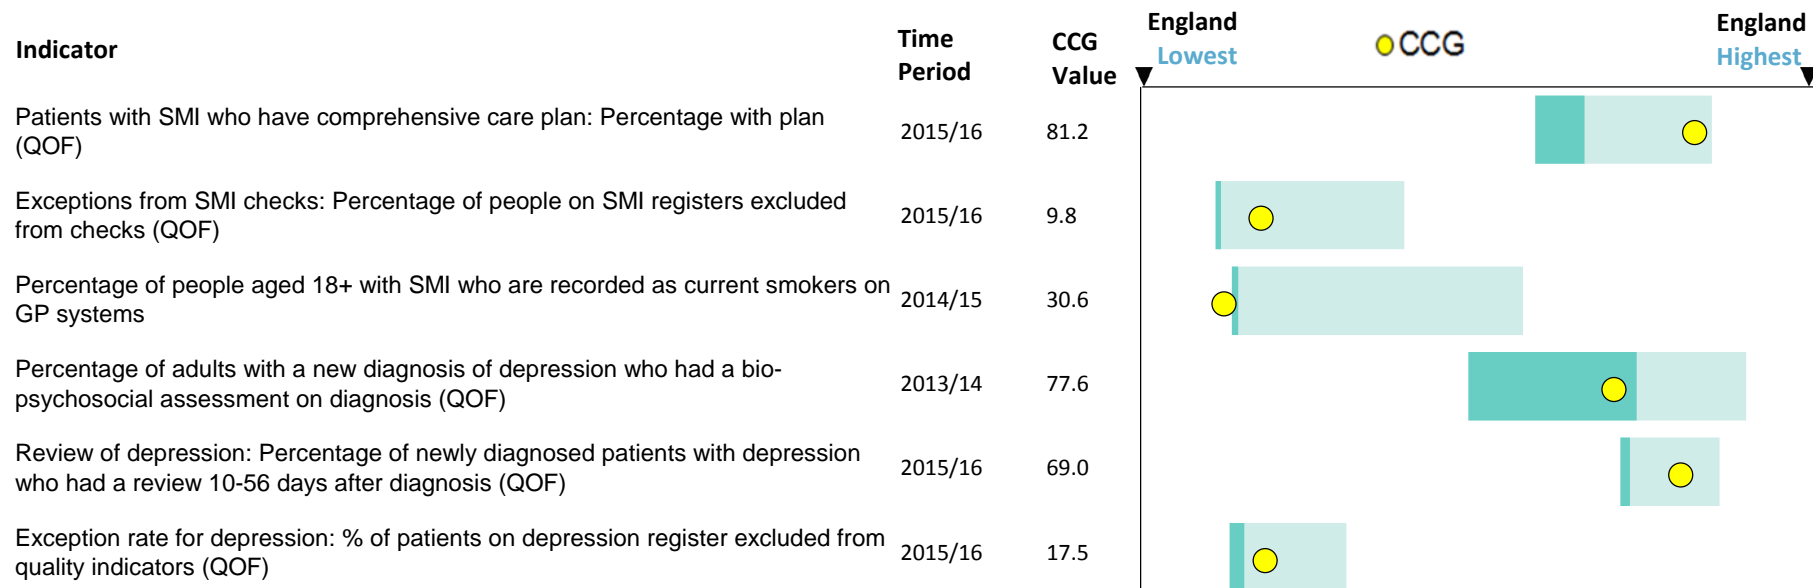 Indicator
Time
Period
CCG
Value
England
Lowest
CCG
England
Highest
Patients with SMI who have comprehensive care plan: Percentage with plan
(QOF)
2015/16
81.2
Exceptions from SMI checks: Percentage of people on SMI registers excluded
from checks (QOF)
2015/16
9.8
Percentage of people aged 18+ with SMI who are recorded as current smokers on
GP systems
2014/15
30.6
Percentage of adults with a new diagnosis of depression who had a bio-
psychosocial assessment on diagnosis (QOF)
2013/14
77.6
Review of depression: Percentage of newly diagnosed patients with depression
who had a review 10-56 days after diagnosis (QOF)
2015/16
69.0
Exception rate for depression: % of patients on depression register excluded from
quality indicators (QOF)
2015/16
17.5